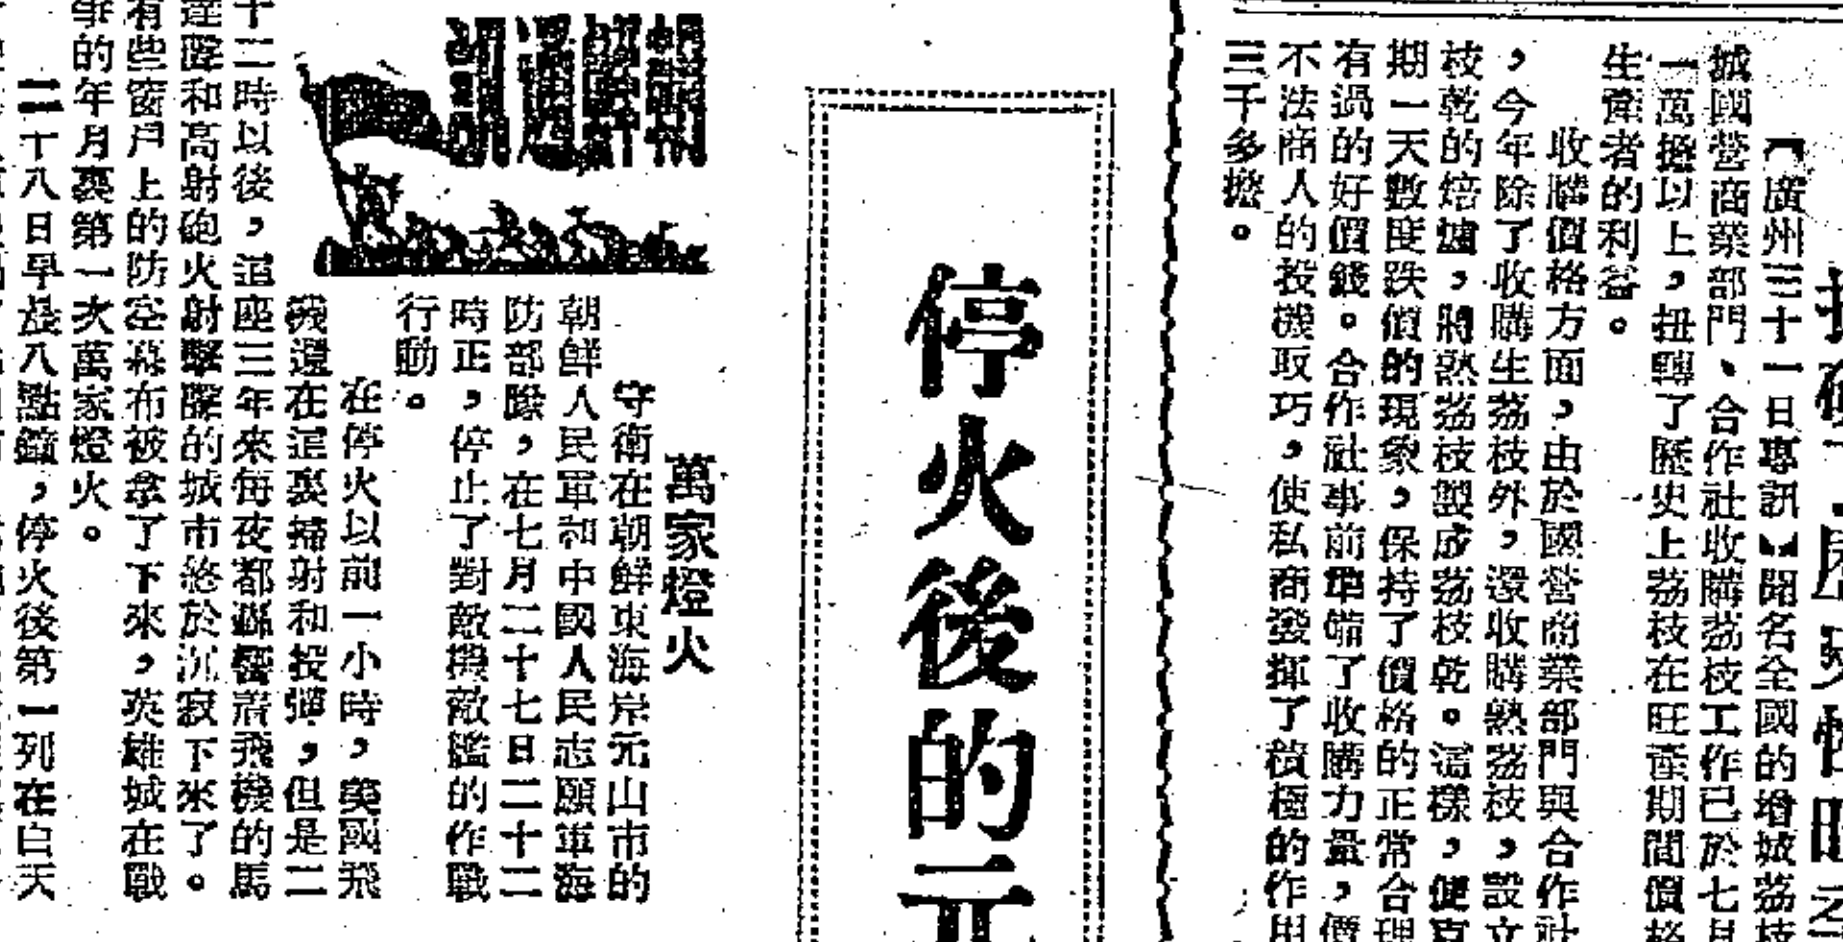 【廣州三十一日專訊】聞名全國的增城荔枝
城國營商業部門、合作社收購荔枝工作已於七月
一萬擔以上，扭轉了歷史上荔枝在旺產期間價格
生產者的利益。
收購價格方面，由於國營商業部門與合作社
，今年除了收購生荔枝外，還收購熟荔枝，設立
枝乾的焙爐，將熟荔枝製成荔枝乾。這樣，便
期一天數度跌價的現象，保持了價格的正常合理
有過的好價錢。合作社事前準備了收購力量，價
不法商人的投機取巧，使私商發揮了積極的作用
三千多擔。
停火後的元
朝鮮通訊
萬家燈火
守衛在朝鮮東海岸元山市的
朝鮮人民軍和中國人民志願軍海
防部隊，在七月二十七日二十二
時正，停止了對敵機敵艦的作戰
行動。
在停火以前一小時，美國飛
機還在這裏掃射和投彈，但是二
十二時以後，這座三年來每夜都滿響着飛機的馬
達聲和高射砲火射擊聲的城市終於沉寂下來了。
有些窗戶上的防空幕布被拿了下來，英雄城在戰
爭的年月裏第一次萬家燈火。
二十八日早晨八點鐘，停火後第一列在白天